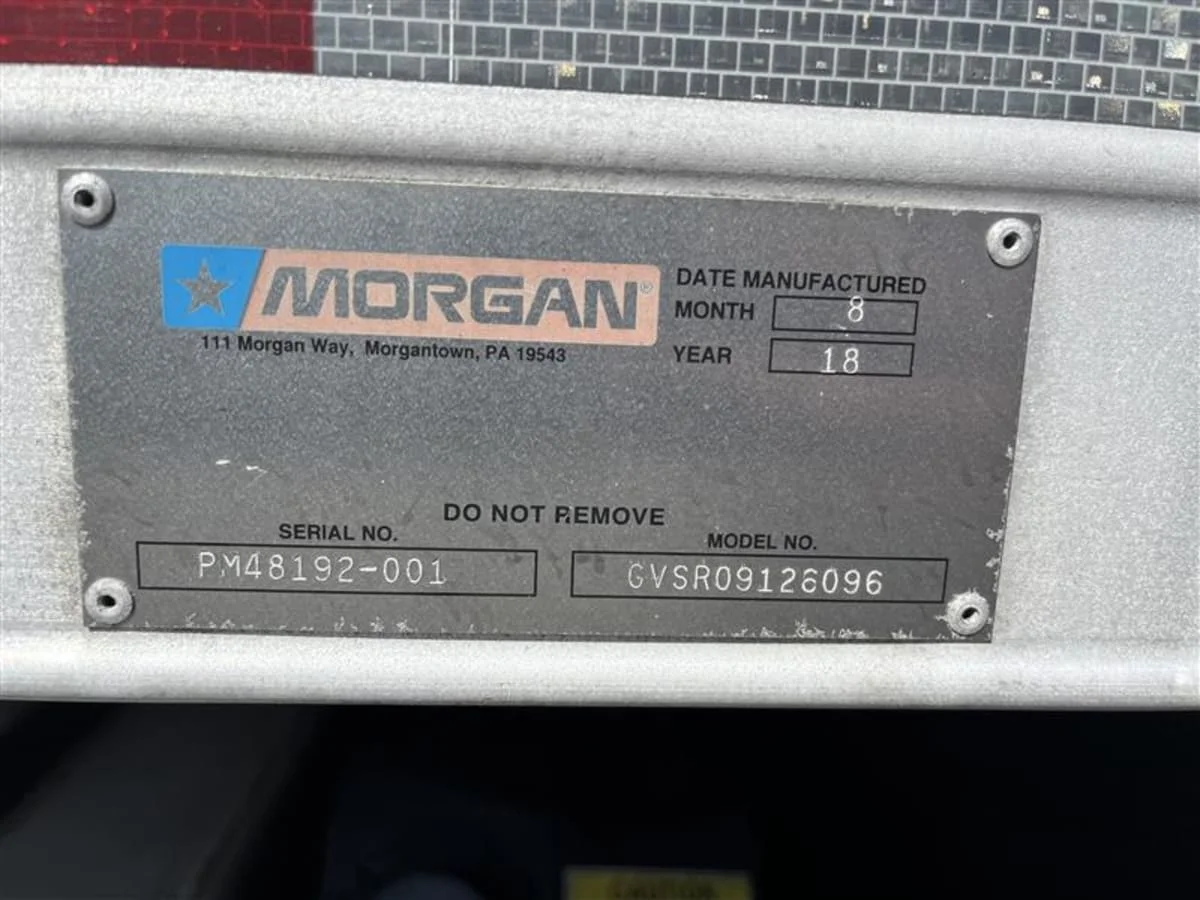 MORGAN®
111 Morgan Way, Morgantown, PA 19543
DATE MANUFACTURED
MONTH 8
YEAR 18
DO NOT REMOVE
SERIAL NO.
PM48192-001
MODEL NO.
GVSR09126096